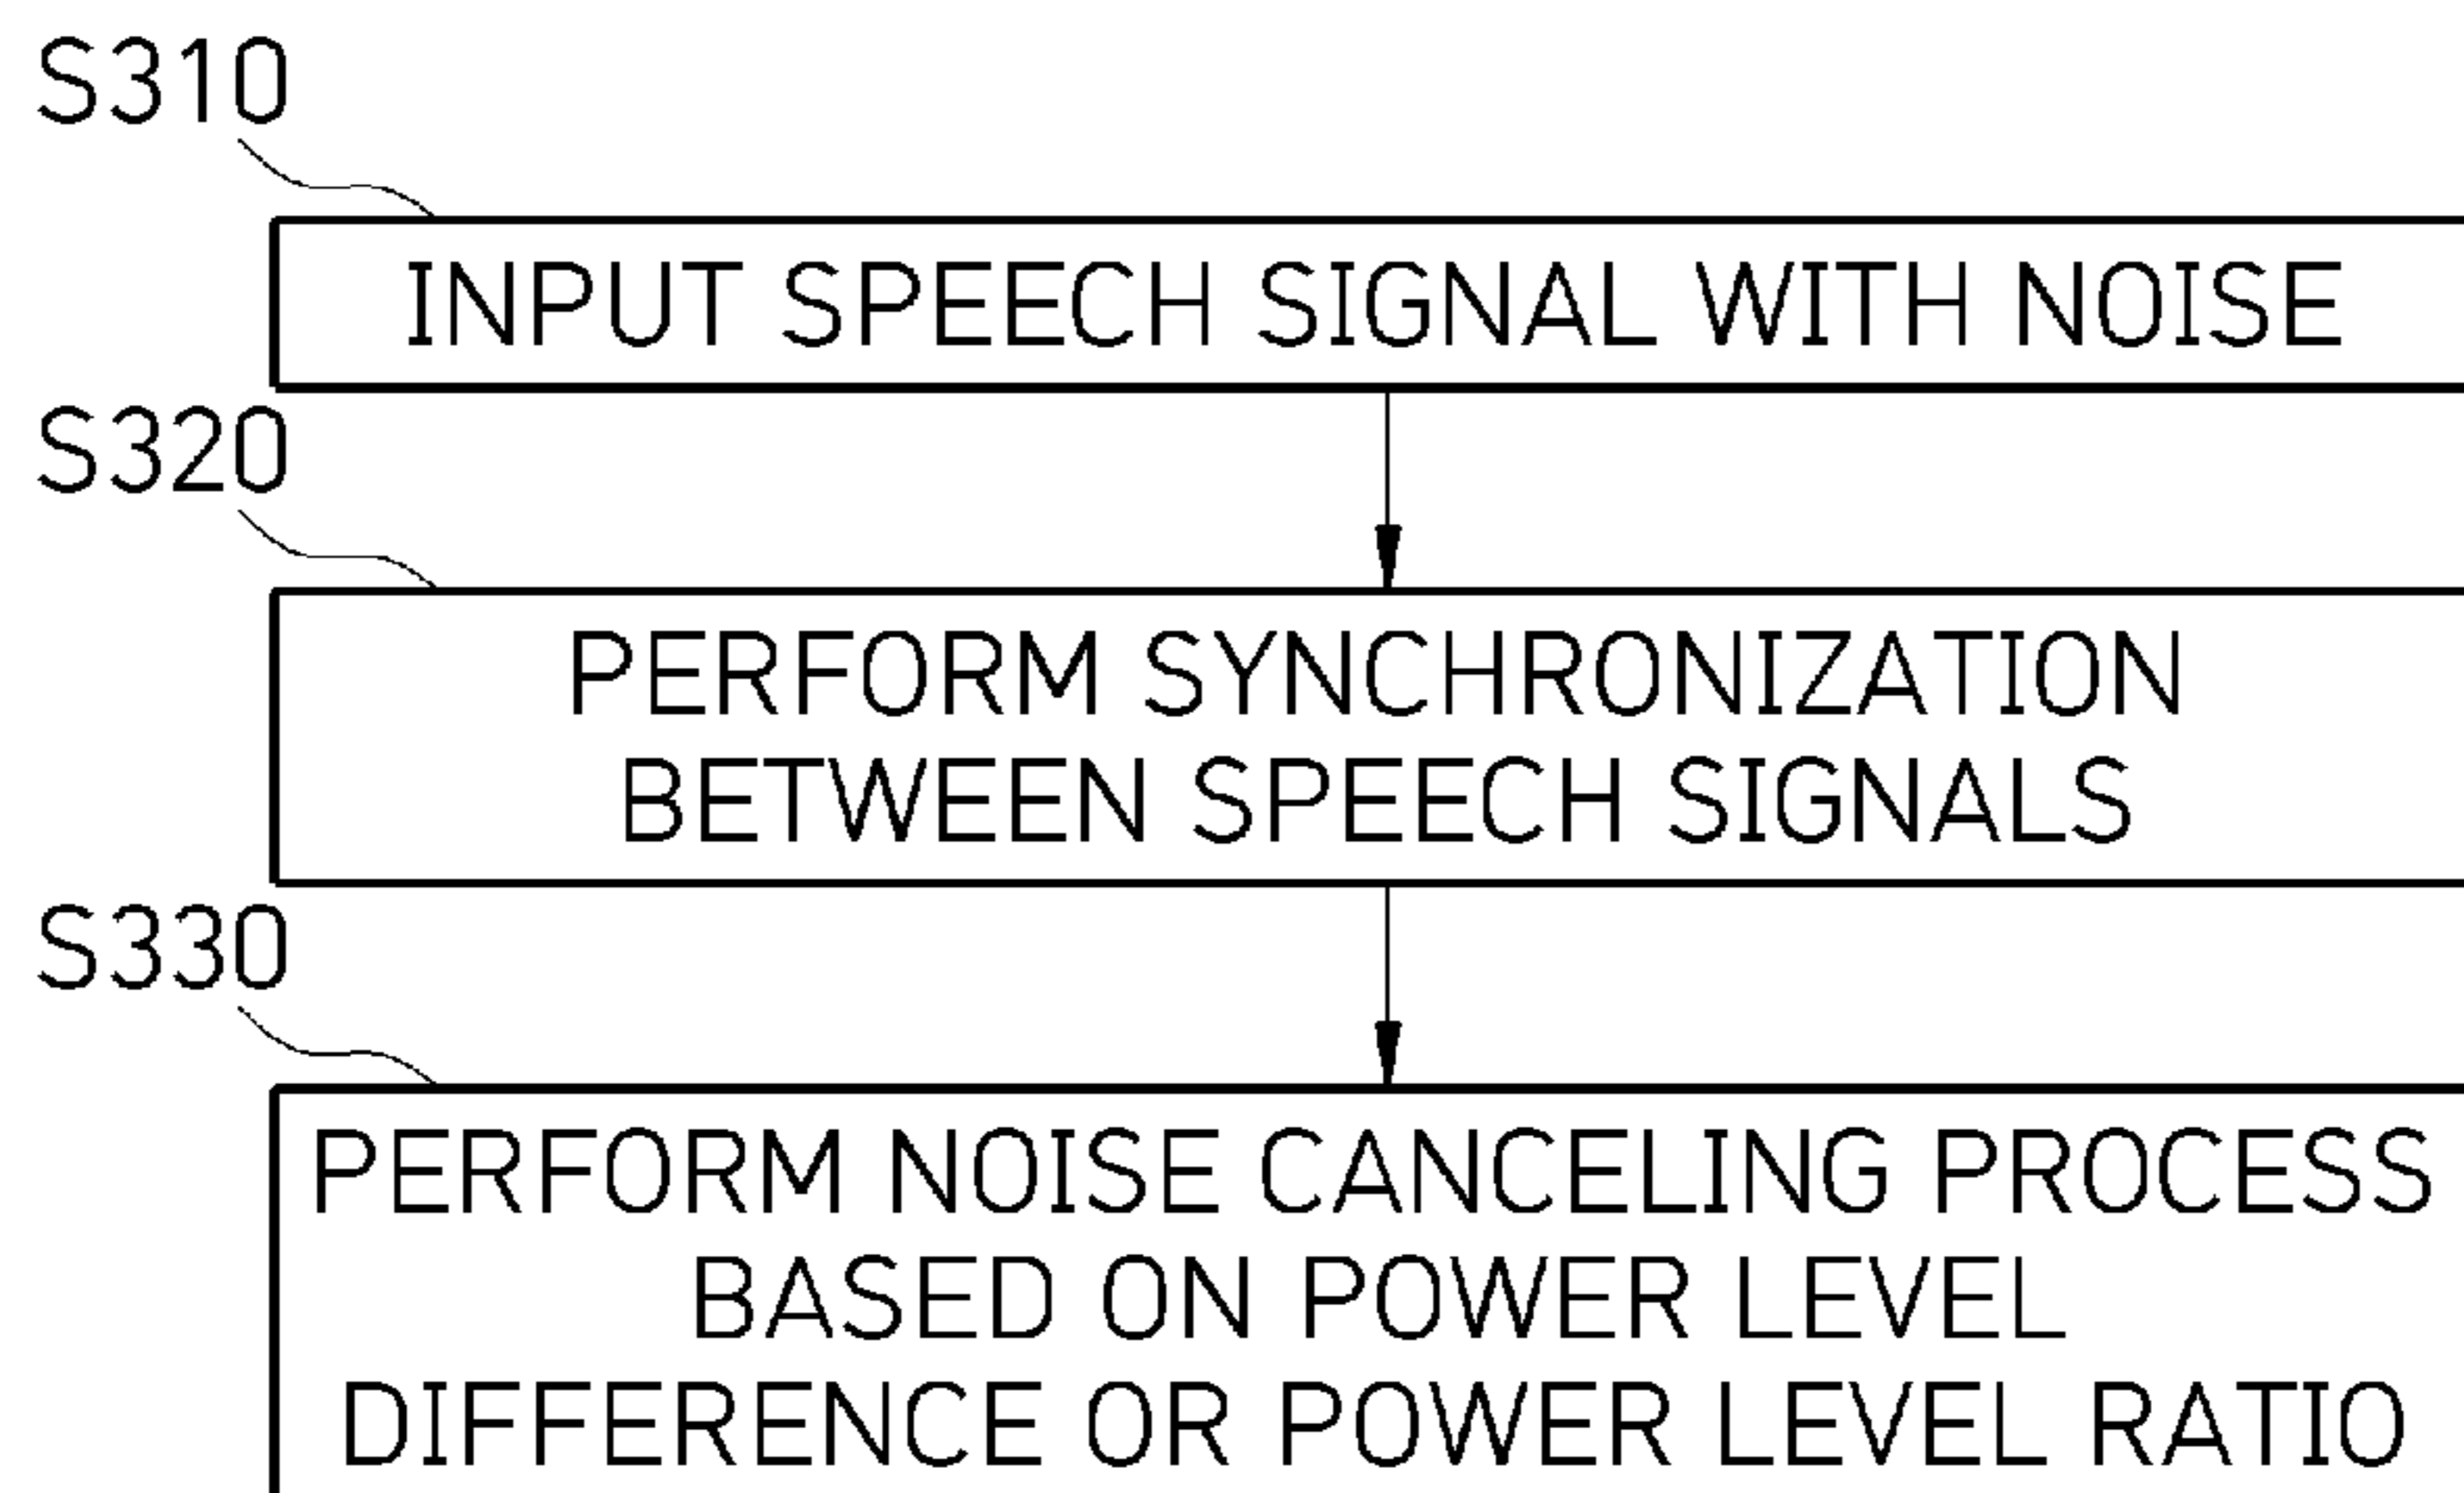 S310
INPUT SPEECH SIGNAL WITH NOISE
S320
PERFORM SYNCHRONIZATION
BETWEEN SPEECH SIGNALS
S330
PERFORM NOISE CANCELING PROCESS
BASED ON POWER LEVEL
DIFFERENCE OR POWER LEVEL RATIO